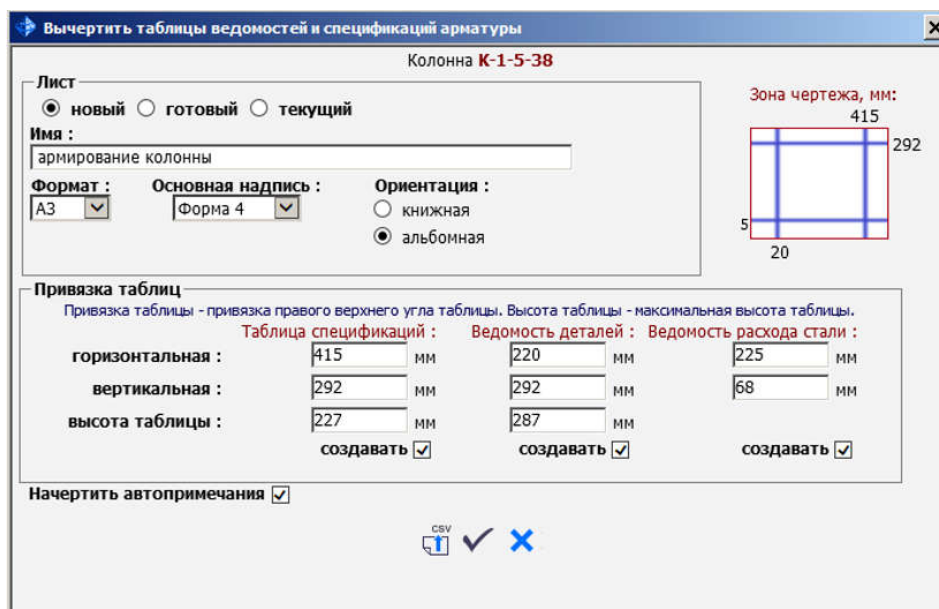 Вычертить таблицы ведомостей и спецификаций арматуры
Колонна К-1-5-38
Лист
новый готовый текущий
Зона чертежа, мм:
415
Имя :
292
армирование колонны
Формат : Основная надпись : Ориентация :
А3 Форма 4 книжная
5
альбомная
20
Привязка таблиц
Привязка таблицы - привязка правого верхнего угла таблицы. Высота таблицы - максимальная высота таблицы.
Таблица спецификаций : Ведомость деталей : Ведомость расхода стали :
горизонтальная : 415 мм 220 мм 225 мм
вертикальная : 292 мм 292 мм 68 мм
высота таблицы : 227 мм 287 мм
создавать создавать создавать
Начертить автопримечания
CSV